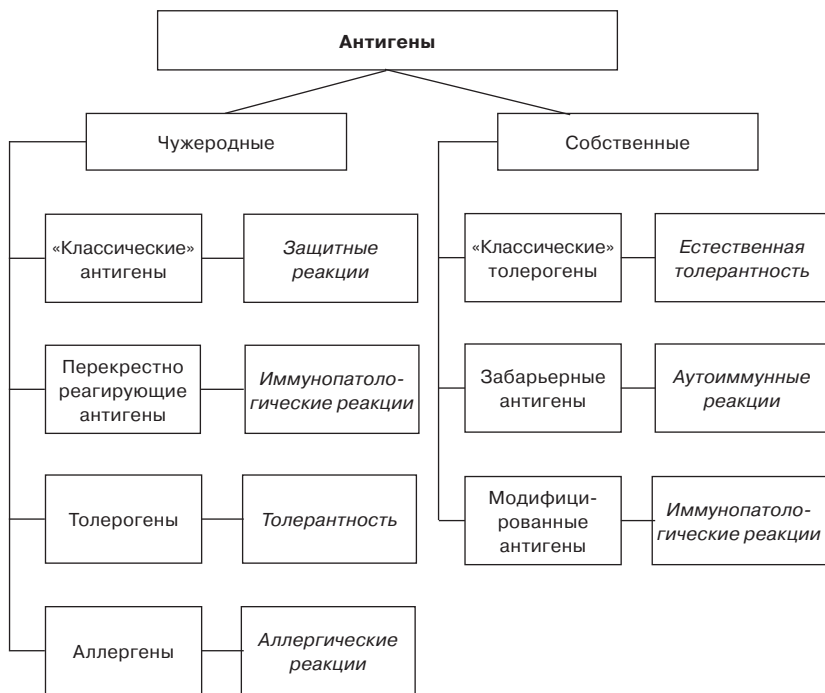 Антигены
Чужеродные
«Классические»
антигены
Защитные
реакции
Перекрестно
реагирующие
антигены
Иммунопатоло-
гические реакции
Толерогены
Толерантность
Аллергены
Аллергические
реакции
Собственные
«Классические»
толерогены
Естественная
толерантность
Забарьерные
антигены
Аутоиммунные
реакции
Модифици-
рованные
антигены
Иммунопатоло-
гические реакции